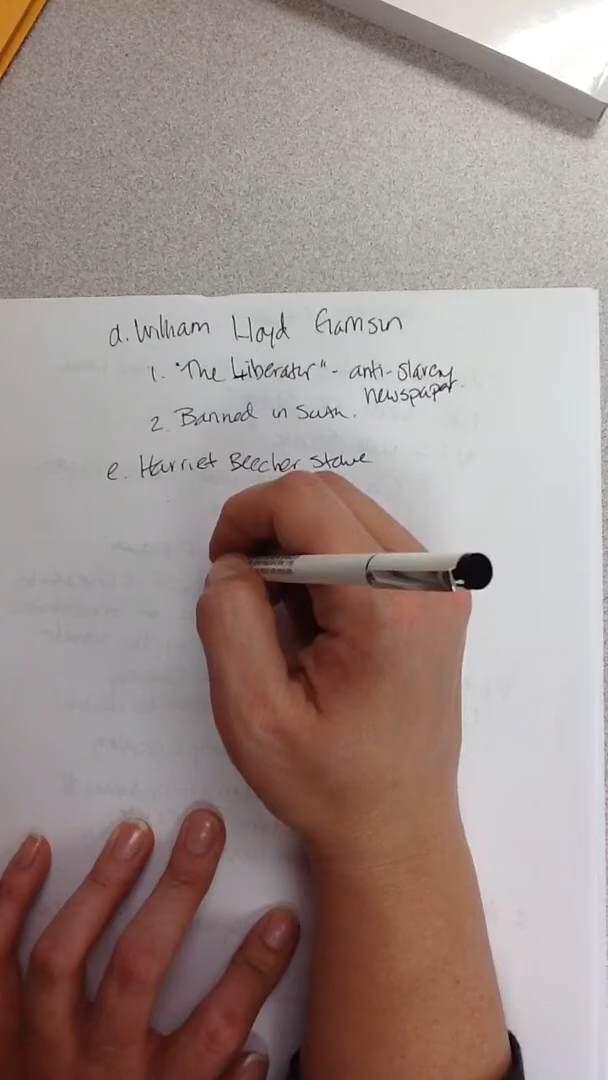 d. William Lloyd Garrison
1. "The Liberator" - anti-slavery
newspaper.
2. Banned in South.
e. Harriet Beecher Stowe